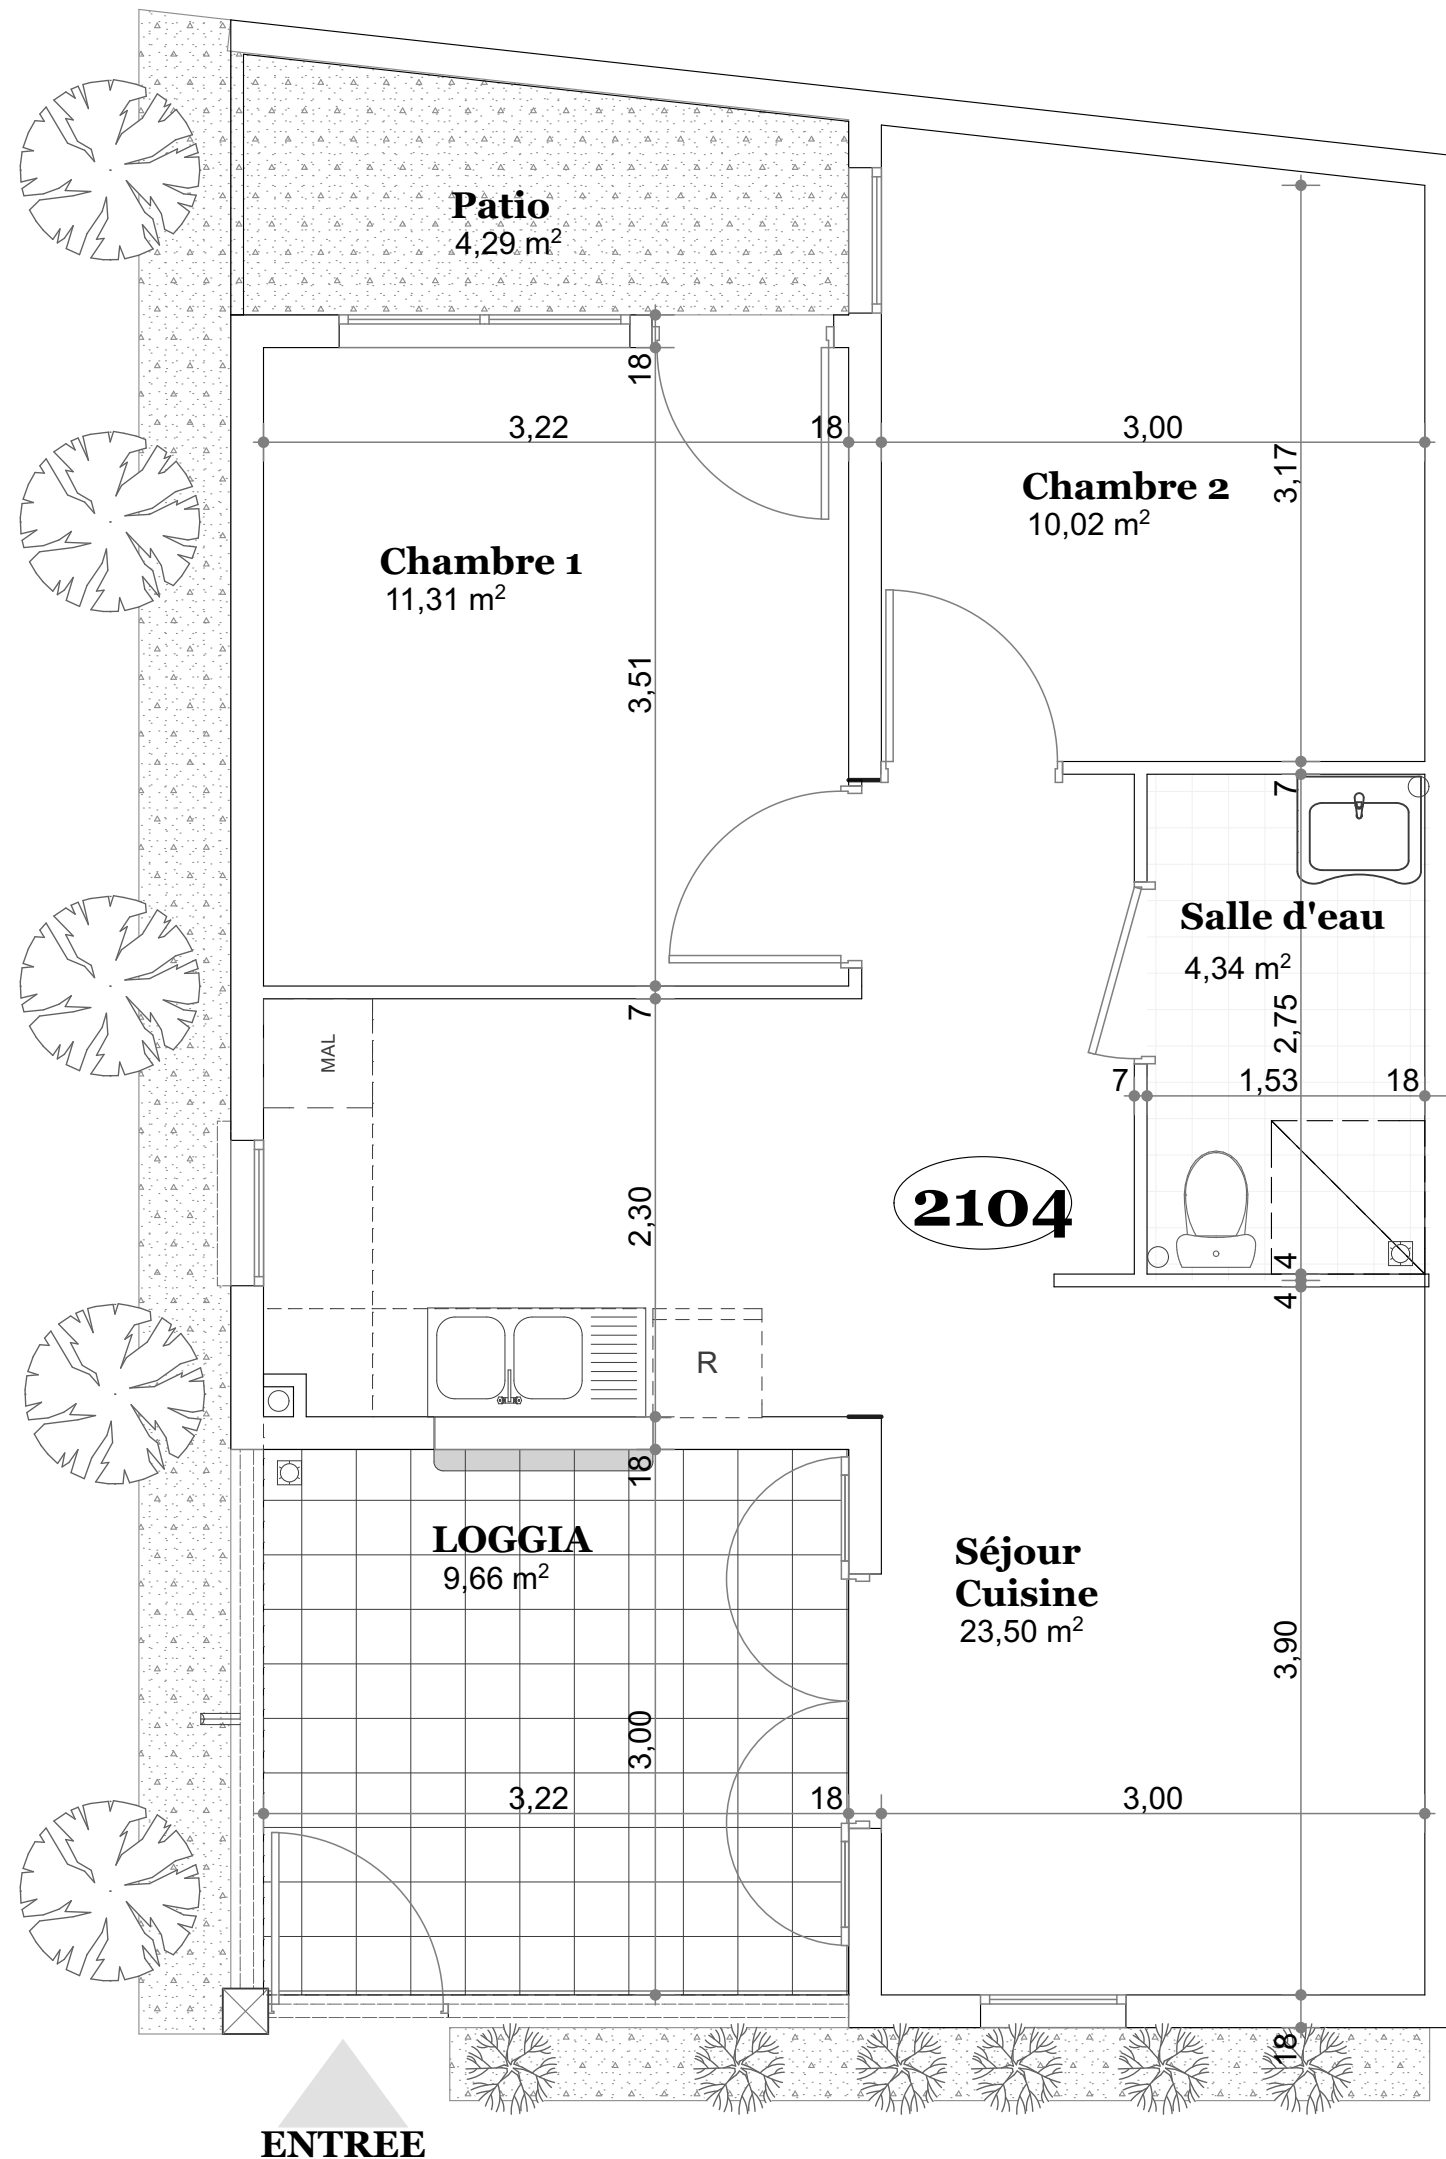 Patio
4,29 m²
18
3,22
18
3,00
3,17
Chambre 2
10,02 m²
Chambre 1
11,31 m²
3,51
7
Salle d'eau
4,34 m²
2,75
7
MAL
7
1,53
18
2104
2,30
4
4
R
18
LOGGIA
9,66 m²
Séjour
Cuisine
23,50 m²
3,90
3,00
3,22
18
3,00
18
ENTREE